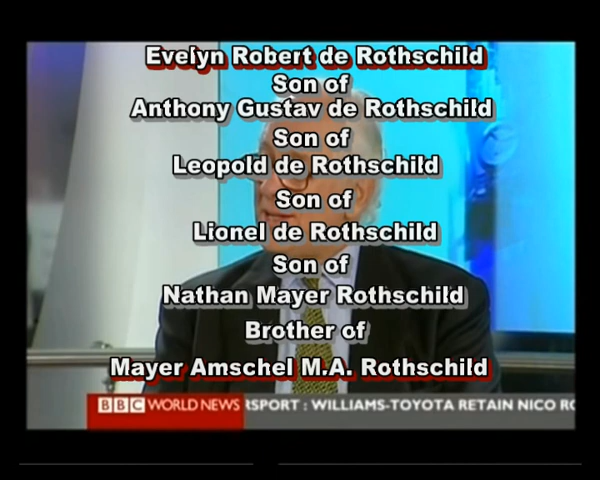 Evelyn Robert de Rothschild
Son of
Anthony Gustav de Rothschild
Son of
Leopold de Rothschild
Son of
Lionel de Rothschild
Son of
Nathan Mayer Rothschild
Brother of
Mayer Amschel M.A. Rothschild
BBC WORLD NEWS RSPORT : WILLIAMS-TOYOTA RETAIN NICO RO